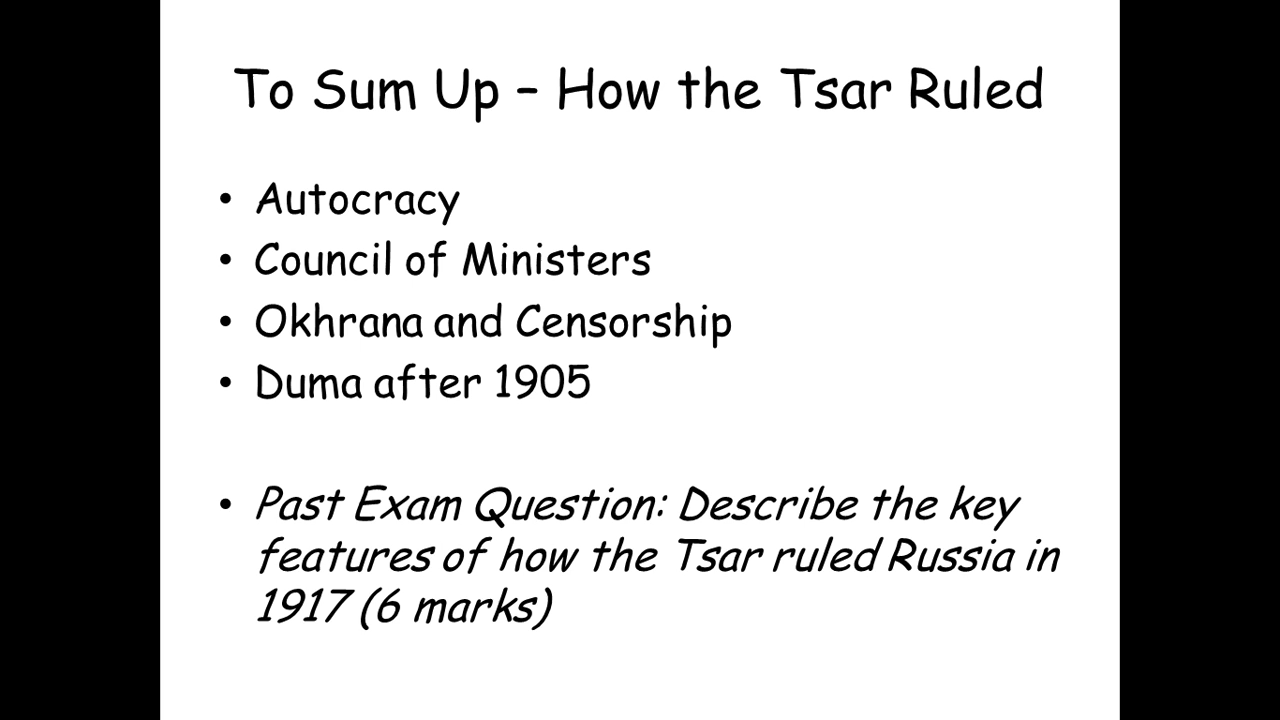 To Sum Up – How the Tsar Ruled
• Autocracy
• Council of Ministers
• Okhrana and Censorship
• Duma after 1905
• Past Exam Question: Describe the key
features of how the Tsar ruled Russia in
1917 (6 marks)